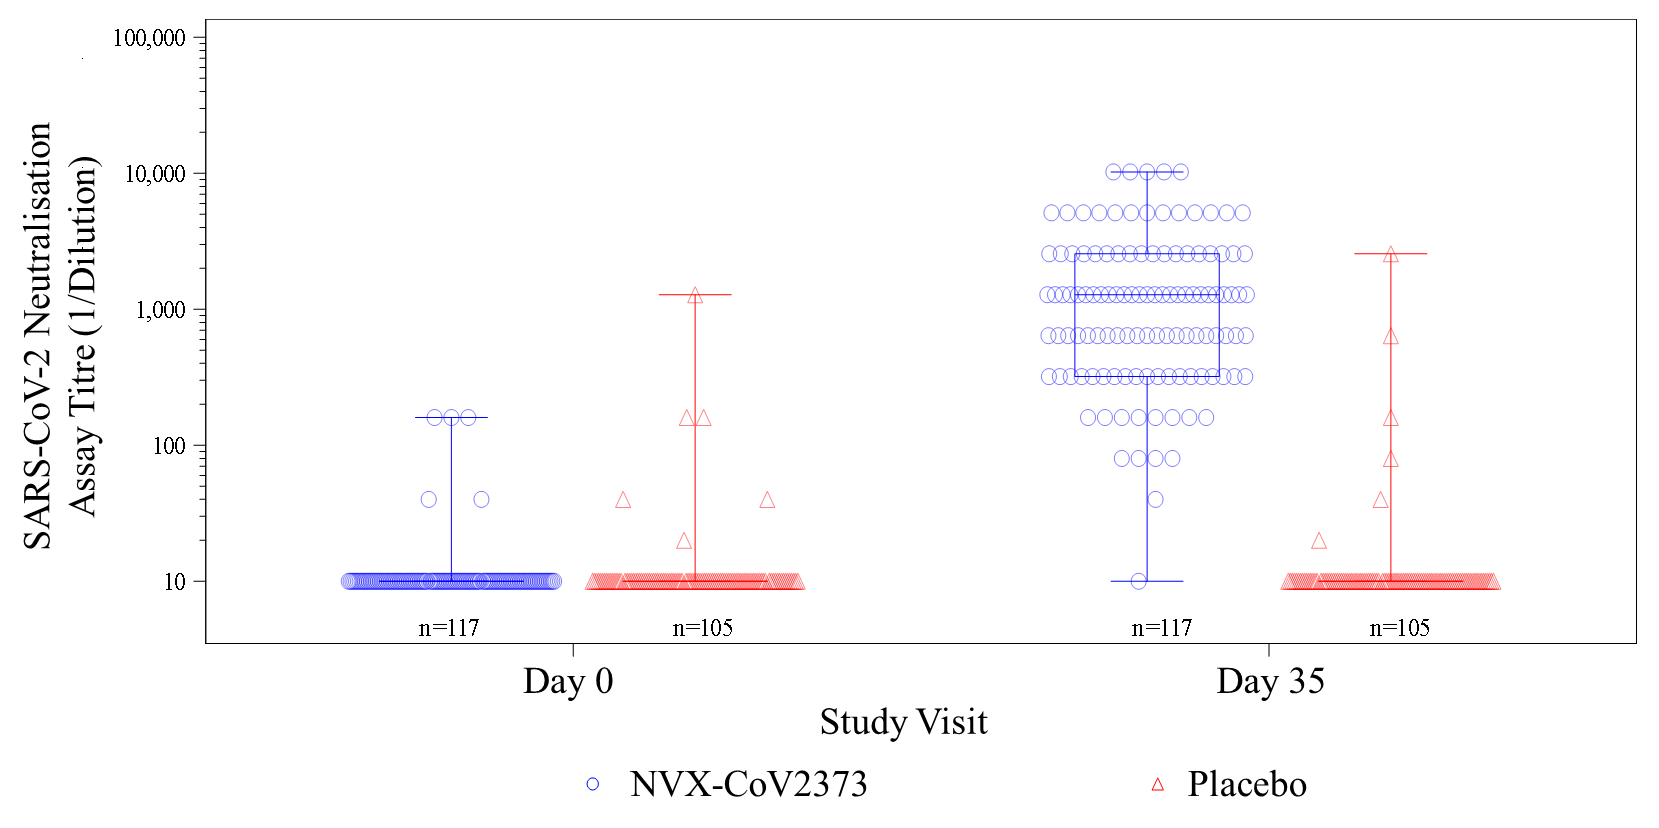 SARS-CoV-2 Neutralisation
Assay Titre (1/Dilution)
100,000
10,000
1,000
100
10
n=117
n=105
n=117
n=105
Day 0
Day 35
Study Visit
NVX-CoV2373
Placebo